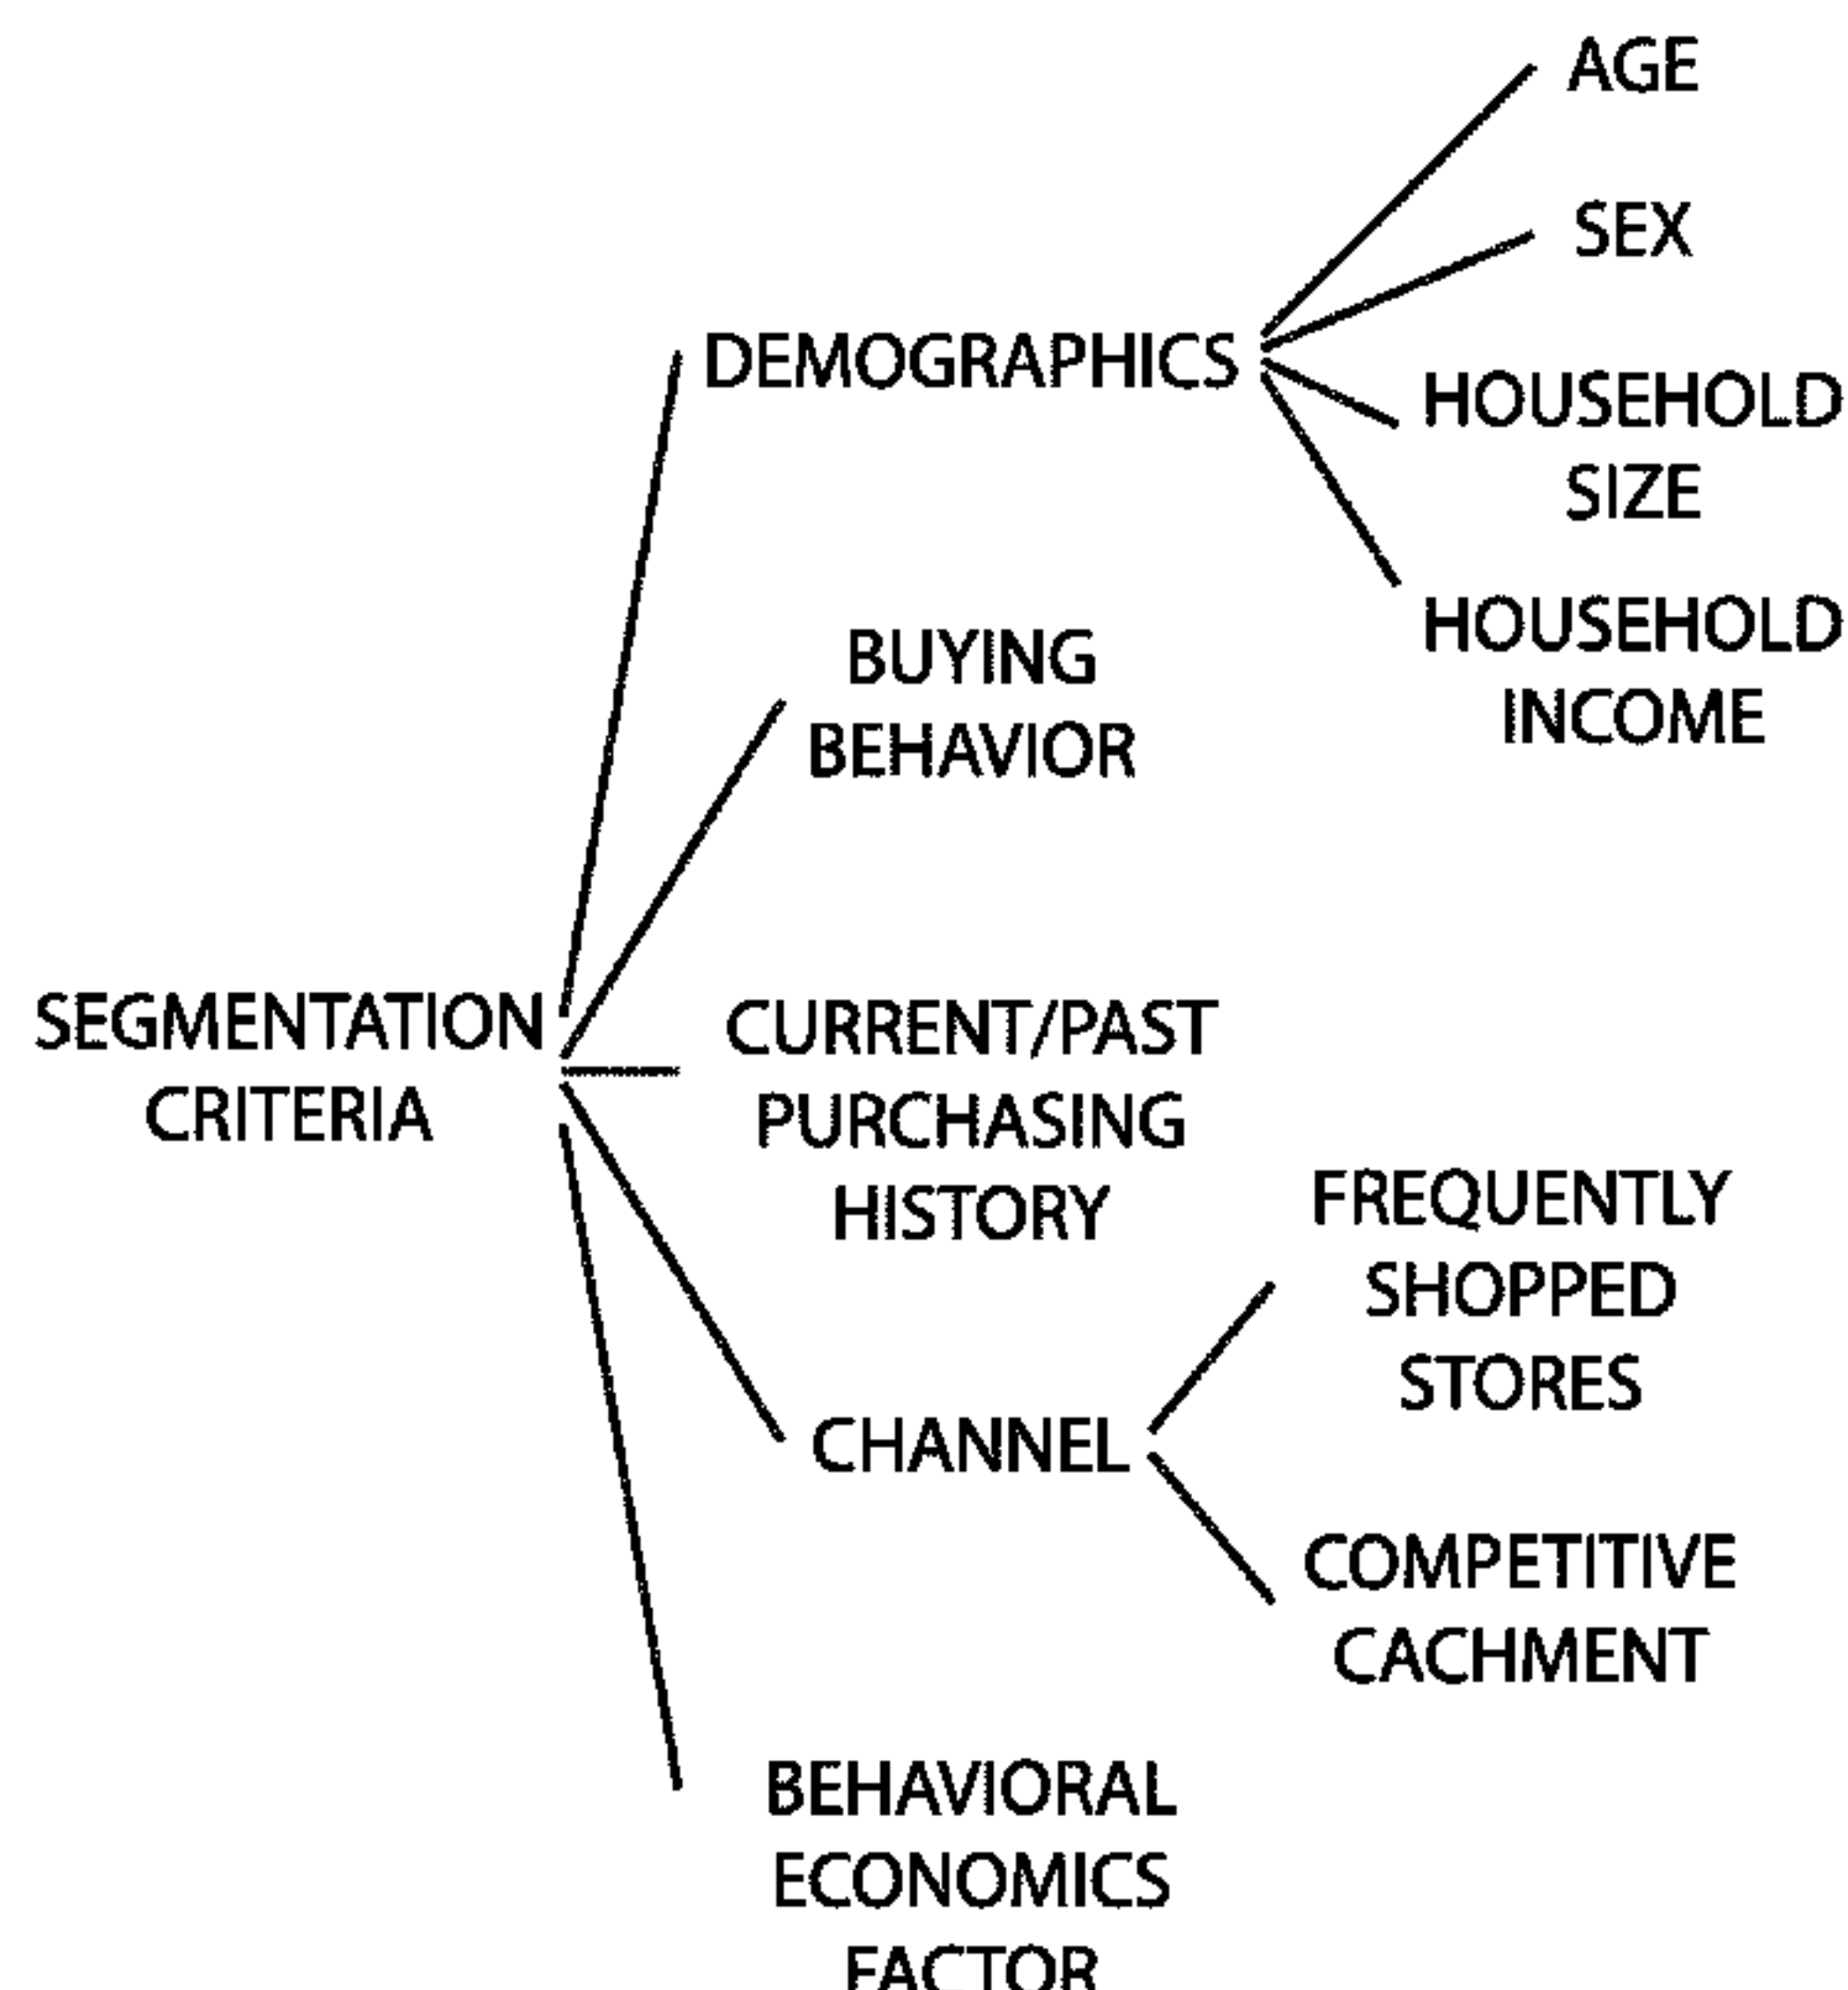 AGE
SEX
DEMOGRAPHICS
HOUSEHOLD
SIZE
HOUSEHOLD
INCOME
BUYING
BEHAVIOR
SEGMENTATION
CRITERIA
CURRENT/PAST
PURCHASING
HISTORY
FREQUENTLY
SHOPPED
STORES
CHANNEL
COMPETITIVE
CACHMENT
BEHAVIORAL
ECONOMICS
FACTOR